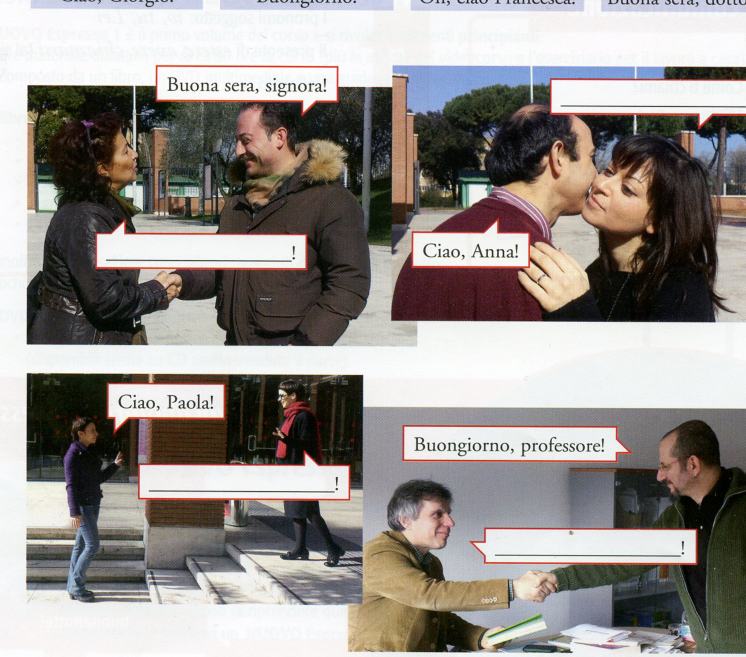 Ciao, Giorgio!
Buongiorno!
Oh, ciao Francesca!
Buona sera, dotto
Buona sera, signora!
!
Ciao, Anna!
Ciao, Paola!
!
Buongiorno, professore!
!